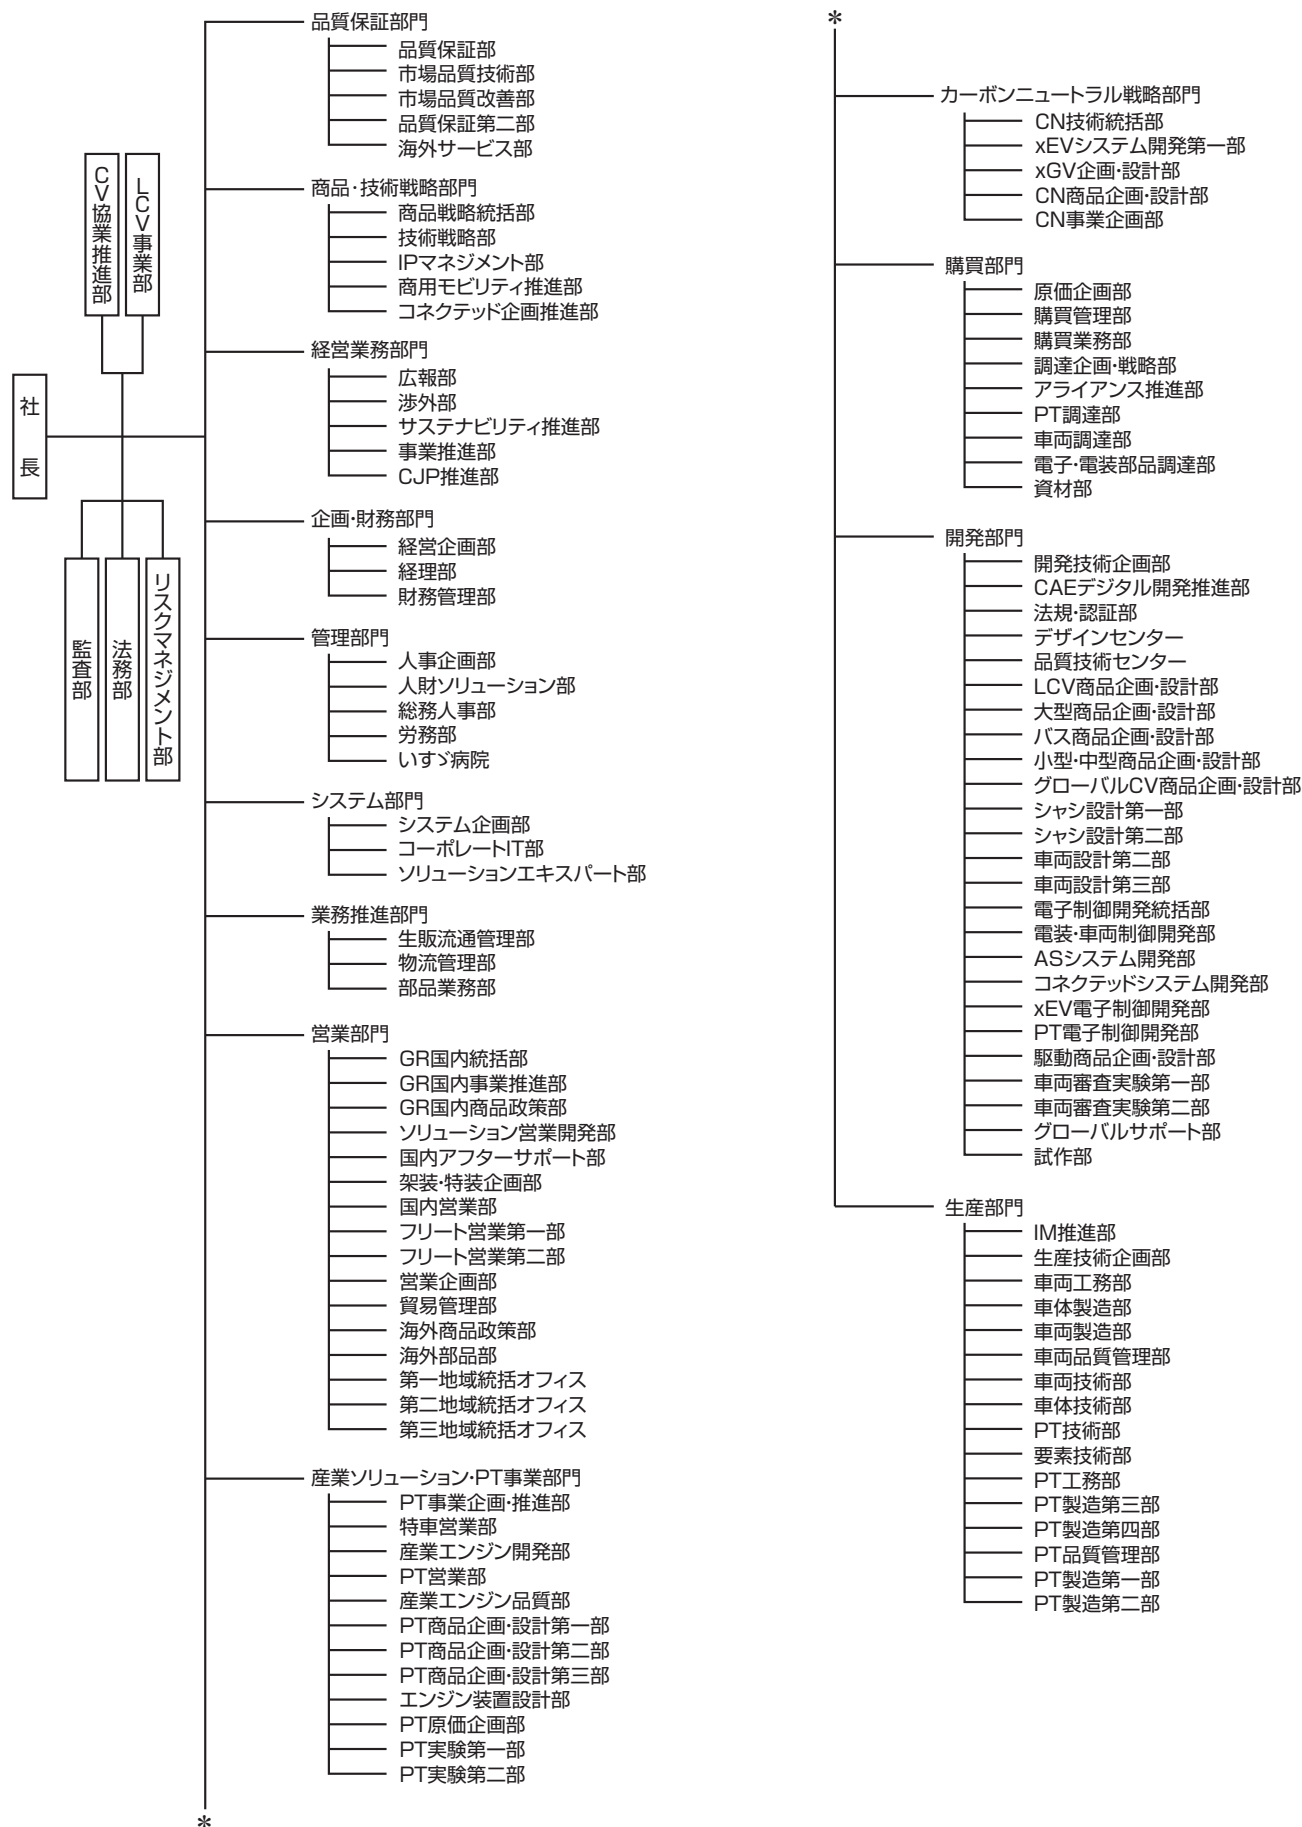 社長
CV協業推進部
LCV事業部
監査部
法務部
リスクマネジメント部
品質保証部門
品質保証部
市場品質技術部
市場品質改善部
品質保証第二部
海外サービス部
商品・技術戦略部門
商品戦略統括部
技術戦略部
IPマネジメント部
商用モビリティ推進部
コネクテッド企画推進部
経営業務部門
広報部
渉外部
サステナビリティ推進部
事業推進部
CJP推進部
企画・財務部門
経営企画部
経理部
財務管理部
管理部門
人事企画部
人財ソリューション部
総務人事部
労務部
いすゞ病院
システム部門
システム企画部
コーポレートIT部
ソリューションエキスパート部
業務推進部門
生販流通管理部
物流管理部
部品業務部
営業部門
GR国内統括部
GR国内事業推進部
GR国内商品政策部
ソリューション営業開発部
国内アフターサポート部
架装・特装企画部
国内営業部
フリート営業第一部
フリート営業第二部
営業企画部
貿易管理部
海外商品政策部
海外部品部
第一地域統括オフィス
第二地域統括オフィス
第三地域統括オフィス
産業ソリューション・PT事業部門
PT事業企画・推進部
特車営業部
産業エンジン開発部
PT営業部
産業エンジン品質部
PT商品企画・設計第一部
PT商品企画・設計第二部
PT商品企画・設計第三部
エンジン装置設計部
PT原価企画部
PT実験第一部
PT実験第二部
*
*
カーボンニュートラル戦略部門
CN技術統括部
xEVシステム開発第一部
xGV企画・設計部
CN商品企画・設計部
CN事業企画部
購買部門
原価企画部
購買管理部
購買業務部
調達企画・戦略部
アライアンス推進部
PT調達部
車両調達部
電子・電装部品調達部
資材部
開発部門
開発技術企画部
CAEデジタル開発推進部
法規・認証部
デザインセンター
品質技術センター
LCV商品企画・設計部
大型商品企画・設計部
バス商品企画・設計部
小型・中型商品企画・設計部
グローバルCV商品企画・設計部
シャシ設計第一部
シャシ設計第二部
車両設計第二部
車両設計第三部
電子制御開発統括部
電装・車両制御開発部
ASシステム開発部
コネクテッドシステム開発部
xEV電子制御開発部
PT電子制御開発部
駆動商品企画・設計部
車両審査実験第一部
車両審査実験第二部
グローバルサポート部
試作部
生産部門
IM推進部
生産技術企画部
車両工務部
車体製造部
車両製造部
車両品質管理部
車両技術部
車体技術部
PT技術部
要素技術部
PT工務部
PT製造第三部
PT製造第四部
PT品質管理部
PT製造第一部
PT製造第二部